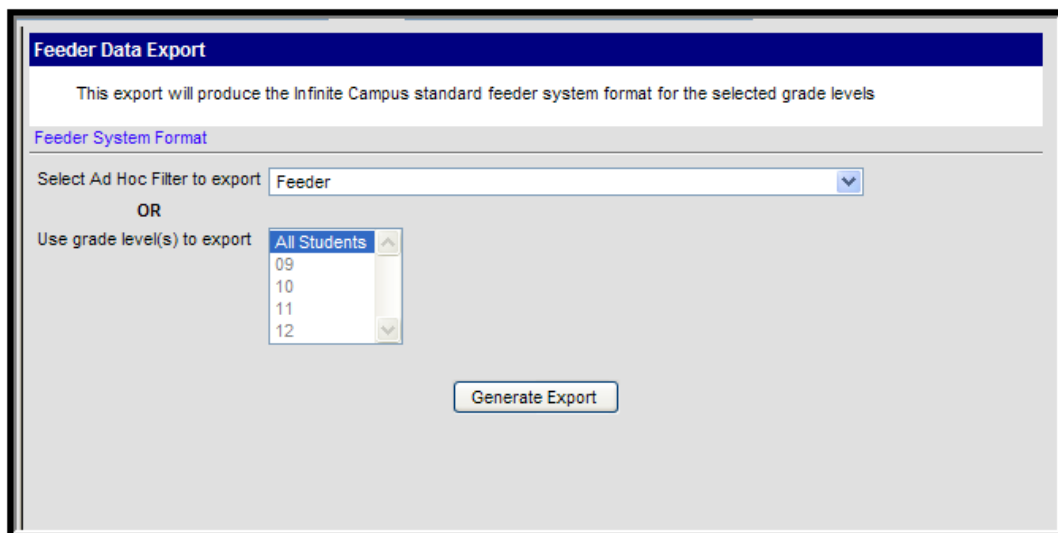 Feeder Data Export
This export will produce the Infinite Campus standard feeder system format for the selected grade levels
Feeder System Format
Select Ad Hoc Filter to export Feeder
OR
Use grade level(s) to export All Students
09
10
11
12
Generate Export